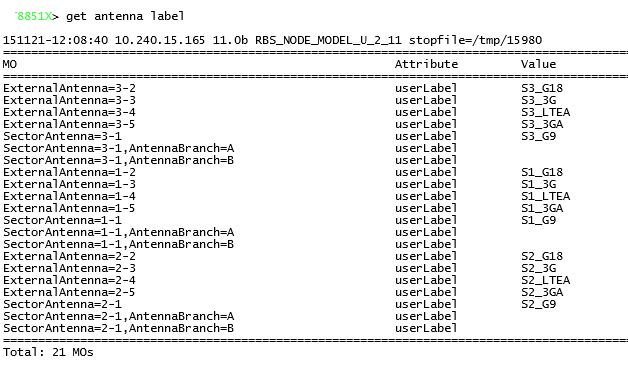 8851X> get antenna label
151121-12:08:40 10.240.15.165 11.0b RBS_NODE_MODEL_U_2_11 stopfile=/tmp/15980
=================================================================================
MO Attribute Value
=================================================================================
ExternalAntenna=3-2 userLabel S3_G18
ExternalAntenna=3-3 userLabel S3_3G
ExternalAntenna=3-4 userLabel S3_LTEA
ExternalAntenna=3-5 userLabel S3_3GA
SectorAntenna=3-1 userLabel S3_G9
SectorAntenna=3-1,AntennaBranch=A userLabel
SectorAntenna=3-1,AntennaBranch=B userLabel
ExternalAntenna=1-2 userLabel S1_G18
ExternalAntenna=1-3 userLabel S1_3G
ExternalAntenna=1-4 userLabel S1_LTEA
ExternalAntenna=1-5 userLabel S1_3GA
SectorAntenna=1-1 userLabel S1_G9
SectorAntenna=1-1,AntennaBranch=A userLabel
SectorAntenna=1-1,AntennaBranch=B userLabel
ExternalAntenna=2-2 userLabel S2_G18
ExternalAntenna=2-3 userLabel S2_3G
ExternalAntenna=2-4 userLabel S2_LTEA
ExternalAntenna=2-5 userLabel S2_3GA
SectorAntenna=2-1 userLabel S2_G9
SectorAntenna=2-1,AntennaBranch=A userLabel
SectorAntenna=2-1,AntennaBranch=B userLabel
=================================================================================
Total: 21 MOs